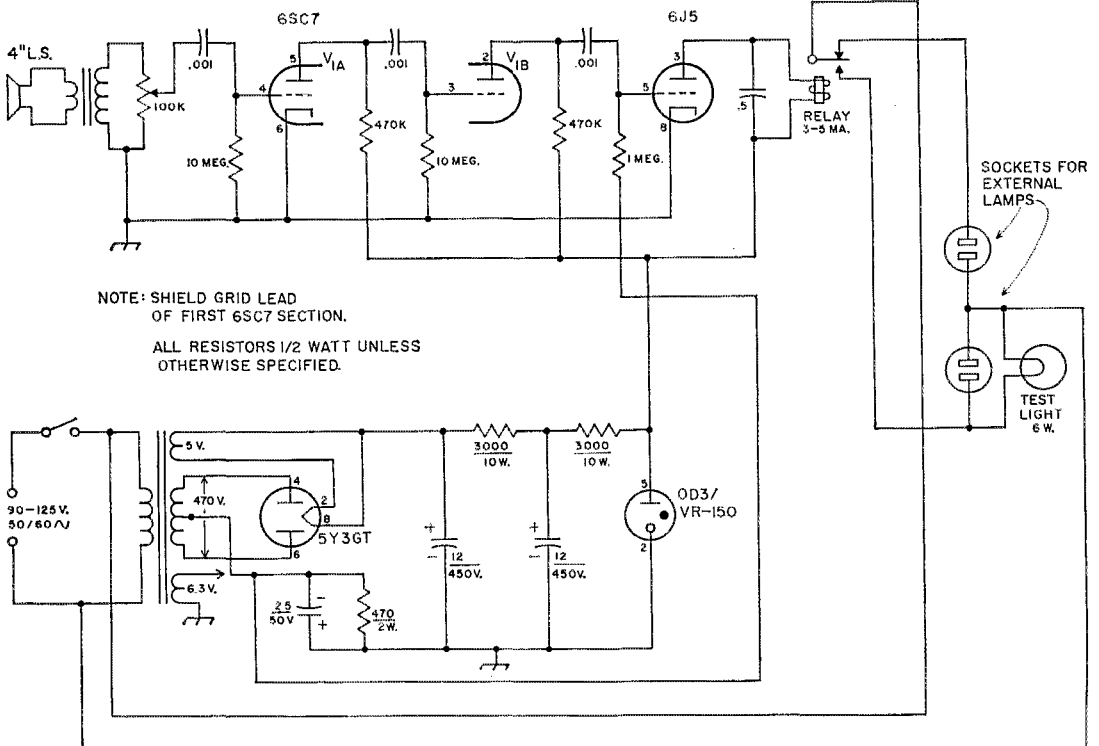 6SC7
6J5
4" L.S.
.001
V1A
.001
V1B
.001
100K
5
4
6
2
3
3
5
8
470K
10 MEG.
10 MEG.
470K
1 MEG.
.5
RELAY
3-5 MA.
SOCKETS FOR
EXTERNAL
LAMPS
NOTE: SHIELD GRID LEAD
OF FIRST 6SC7 SECTION.
ALL RESISTORS 1/2 WATT UNLESS
OTHERWISE SPECIFIED.
TEST
LIGHT
6 W.
5 V.
3000
10W.
3000
10W.
90-125V.
50/60∿
470 V.
4
2
8
6
5Y3GT
5
2
OD3/
VR-150
+
-
12
450V.
+
-
12
450V.
6.3 V.
25
50V
-
+
470
2W.